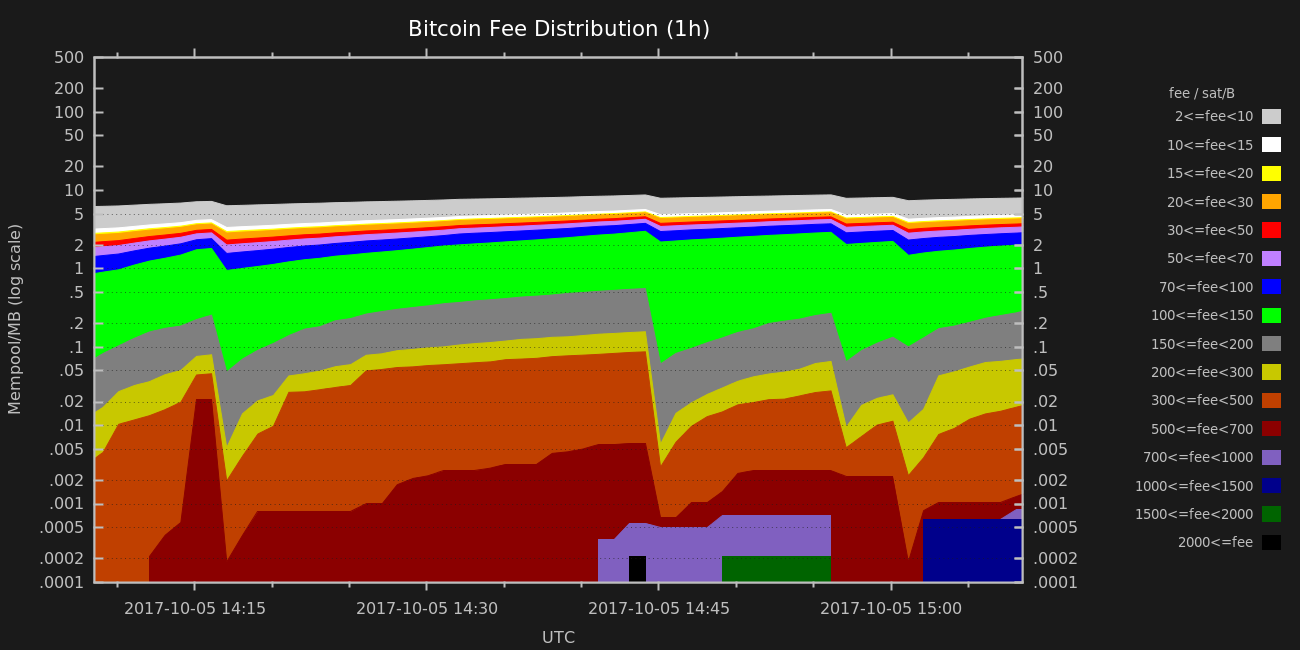 Bitcoin Fee Distribution (1h)
500 500
200 200
100 100
50 50
20 20
10 10
5 5
2 2
1 1
.5 .5
.2 .2
.1 .1
.05 .05
.02 .02
.01 .01
.005 .005
.002 .002
.001 .001
.0005 .0005
.0002 .0002
.0001 .0001
Mempool/MB (log scale)
2017-10-05 14:15 2017-10-05 14:30 2017-10-05 14:45 2017-10-05 15:00
UTC
fee / sat/B
2<=fee<10
10<=fee<15
15<=fee<20
20<=fee<30
30<=fee<50
50<=fee<70
70<=fee<100
100<=fee<150
150<=fee<200
200<=fee<300
300<=fee<500
500<=fee<700
700<=fee<1000
1000<=fee<1500
1500<=fee<2000
2000<=fee